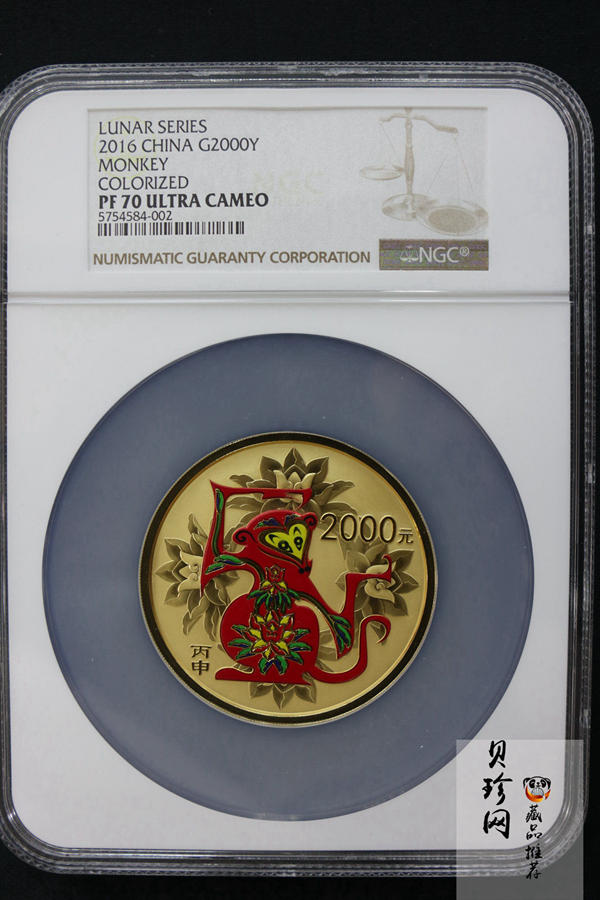 LUNAR SERIES
2016 CHINA G2000Y
MONKEY
COLORIZED
PF 70 ULTRA CAMEO
5754584-002
NGC
NUMISMATIC GUARANTY CORPORATION
NGC®
2000元
丙申
贝珍网
藏品推荐